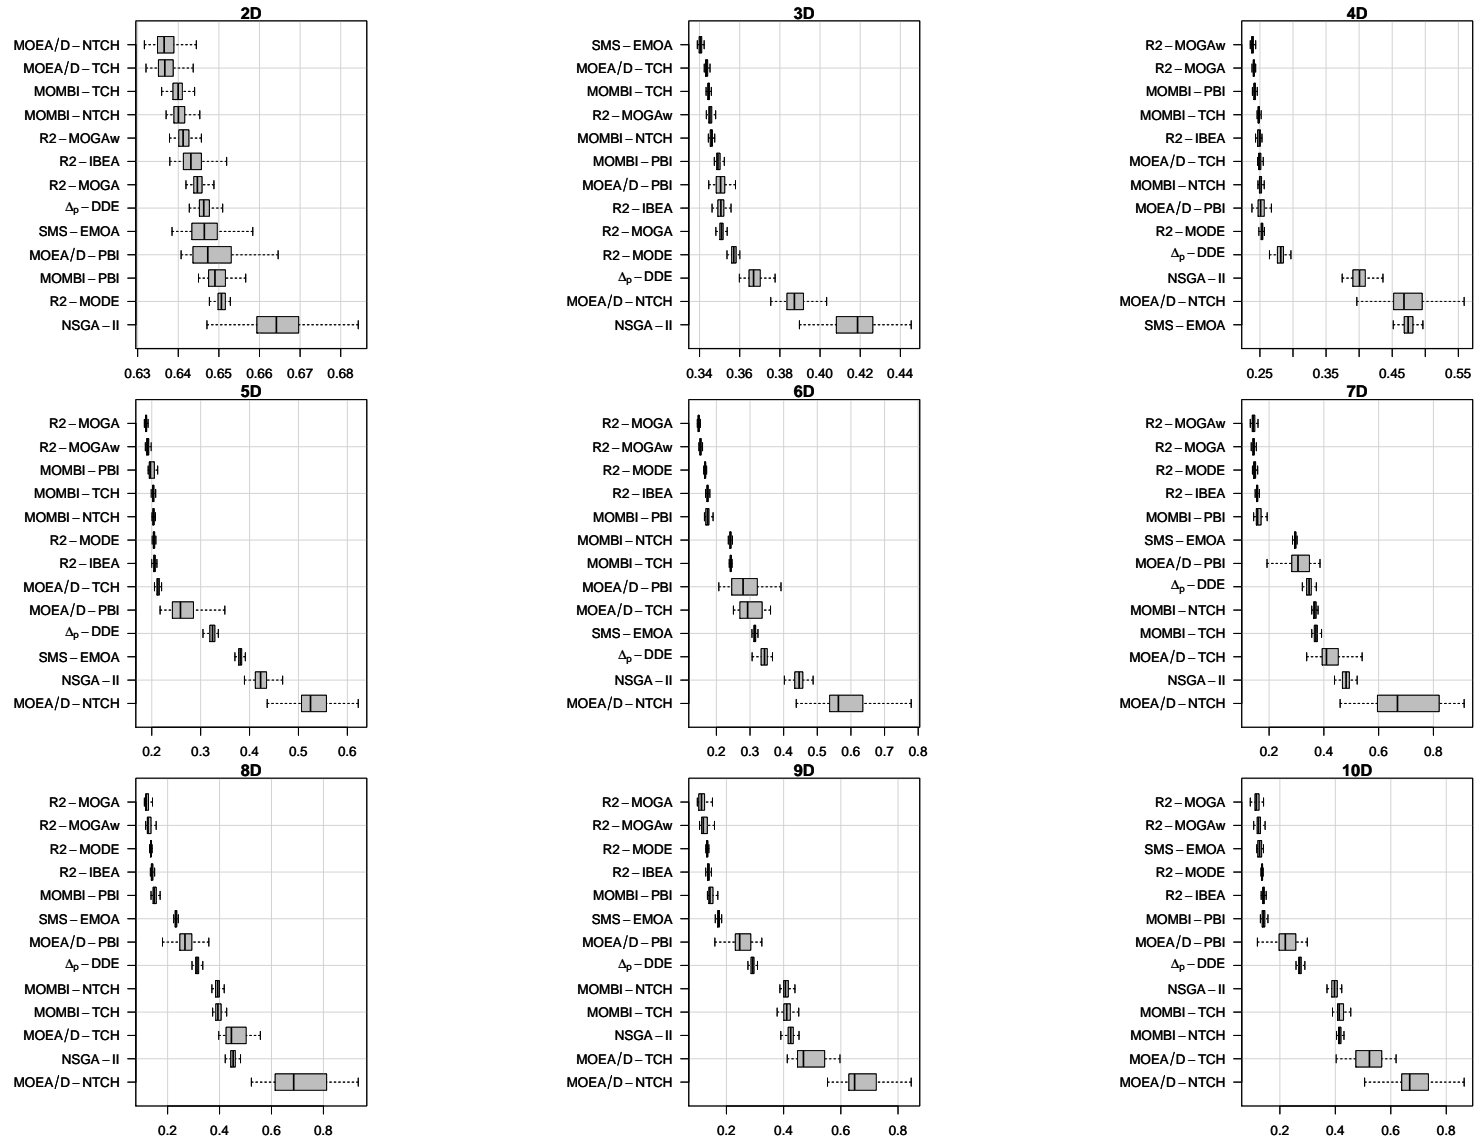 2D
MOEA/D−NTCH
MOEA/D−TCH
MOMBI−TCH
MOMBI−NTCH
R2−MOGAw
R2−IBEA
R2−MOGA
Δp−DDE
SMS−EMOA
MOEA/D−PBI
MOMBI−PBI
R2−MODE
NSGA−II
0.63 0.64 0.65 0.66 0.67 0.68
3D
SMS−EMOA
MOEA/D−TCH
MOMBI−TCH
R2−MOGAw
MOMBI−NTCH
MOMBI−PBI
MOEA/D−PBI
R2−IBEA
R2−MOGA
R2−MODE
Δp−DDE
MOEA/D−NTCH
NSGA−II
0.34 0.36 0.38 0.40 0.42 0.44
4D
R2−MOGAw
R2−MOGA
MOMBI−PBI
MOMBI−TCH
R2−IBEA
MOEA/D−TCH
MOMBI−NTCH
MOEA/D−PBI
R2−MODE
Δp−DDE
NSGA−II
MOEA/D−NTCH
SMS−EMOA
0.25 0.35 0.45 0.55
5D
R2−MOGA
R2−MOGAw
MOMBI−PBI
MOMBI−TCH
MOMBI−NTCH
R2−MODE
R2−IBEA
MOEA/D−TCH
MOEA/D−PBI
Δp−DDE
SMS−EMOA
NSGA−II
MOEA/D−NTCH
0.2 0.3 0.4 0.5 0.6
6D
R2−MOGA
R2−MOGAw
R2−MODE
R2−IBEA
MOMBI−PBI
MOMBI−NTCH
MOMBI−TCH
MOEA/D−PBI
MOEA/D−TCH
SMS−EMOA
Δp−DDE
NSGA−II
MOEA/D−NTCH
0.2 0.3 0.4 0.5 0.6 0.7 0.8
7D
R2−MOGAw
R2−MOGA
R2−MODE
R2−IBEA
MOMBI−PBI
SMS−EMOA
MOEA/D−PBI
Δp−DDE
MOMBI−NTCH
MOMBI−TCH
MOEA/D−TCH
NSGA−II
MOEA/D−NTCH
0.2 0.4 0.6 0.8
8D
R2−MOGA
R2−MOGAw
R2−MODE
R2−IBEA
MOMBI−PBI
SMS−EMOA
MOEA/D−PBI
Δp−DDE
MOMBI−NTCH
MOMBI−TCH
MOEA/D−TCH
NSGA−II
MOEA/D−NTCH
0.2 0.4 0.6 0.8
9D
R2−MOGA
R2−MOGAw
R2−MODE
R2−IBEA
MOMBI−PBI
SMS−EMOA
MOEA/D−PBI
Δp−DDE
MOMBI−NTCH
MOMBI−TCH
NSGA−II
MOEA/D−TCH
MOEA/D−NTCH
0.2 0.4 0.6 0.8
10D
R2−MOGA
R2−MOGAw
SMS−EMOA
R2−MODE
R2−IBEA
MOMBI−PBI
MOEA/D−PBI
Δp−DDE
NSGA−II
MOMBI−TCH
MOMBI−NTCH
MOEA/D−TCH
MOEA/D−NTCH
0.2 0.4 0.6 0.8